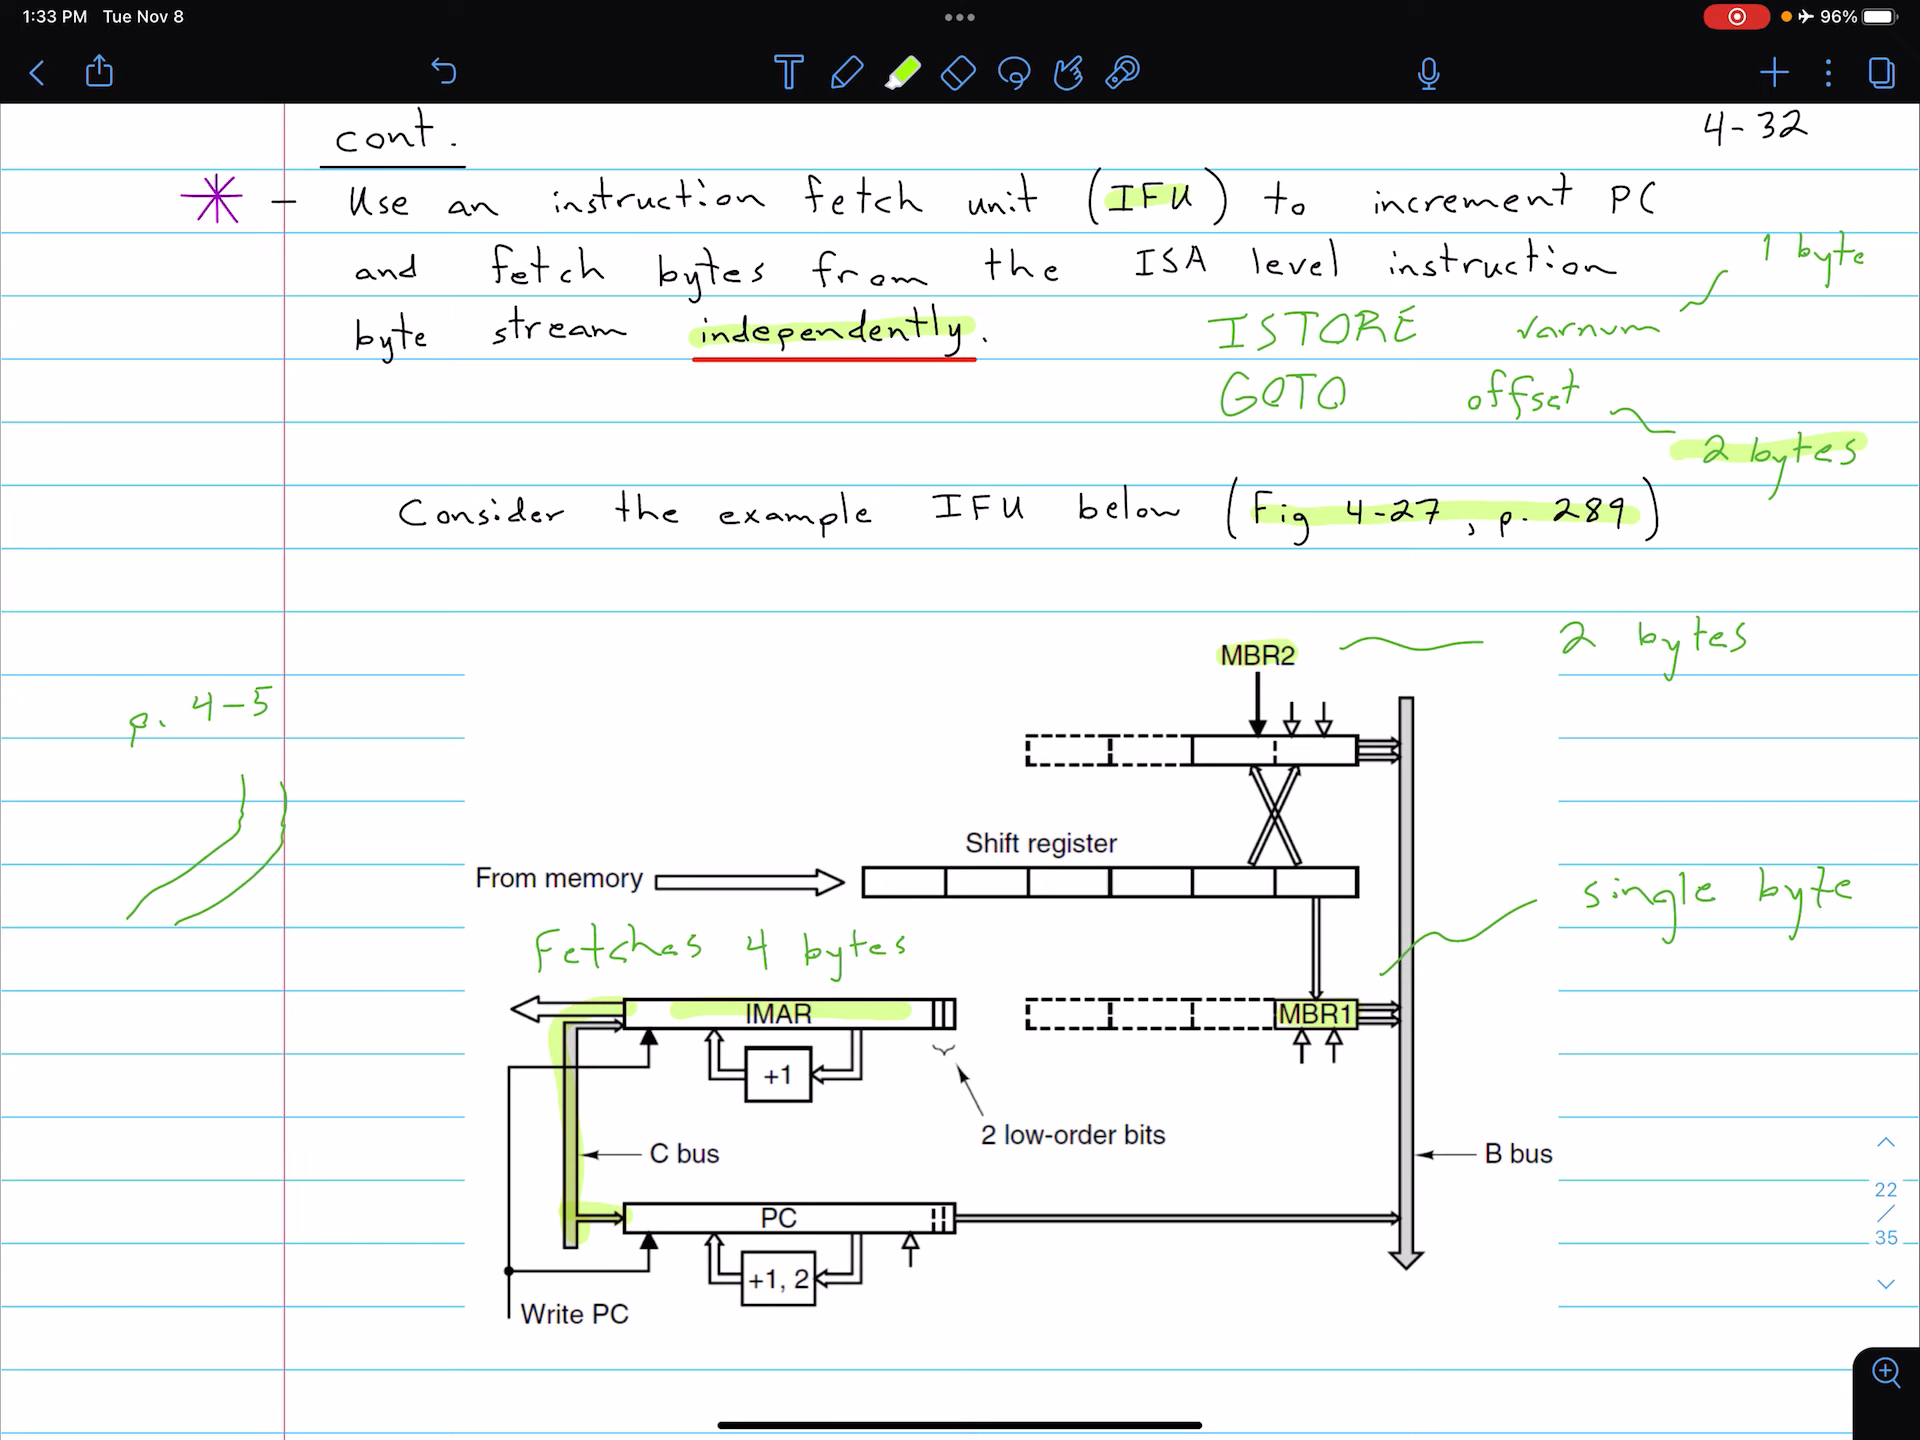 1:33 PM Tue Nov 8
96%
cont.
4-32
- Use an instruction fetch unit (IFU) to increment PC
and fetch bytes from the ISA level instruction
1 byte
byte stream independently.
ISTORE varnum
GOTO offset
2 bytes
Consider the example IFU below (Fig 4-27, p. 289)
MBR2
2 bytes
p. 4-5
Shift register
From memory
single byte
Fetches 4 bytes
IMAR
MBR1
+1
2 low-order bits
C bus
B bus
22
/
35
PC
+1, 2
Write PC